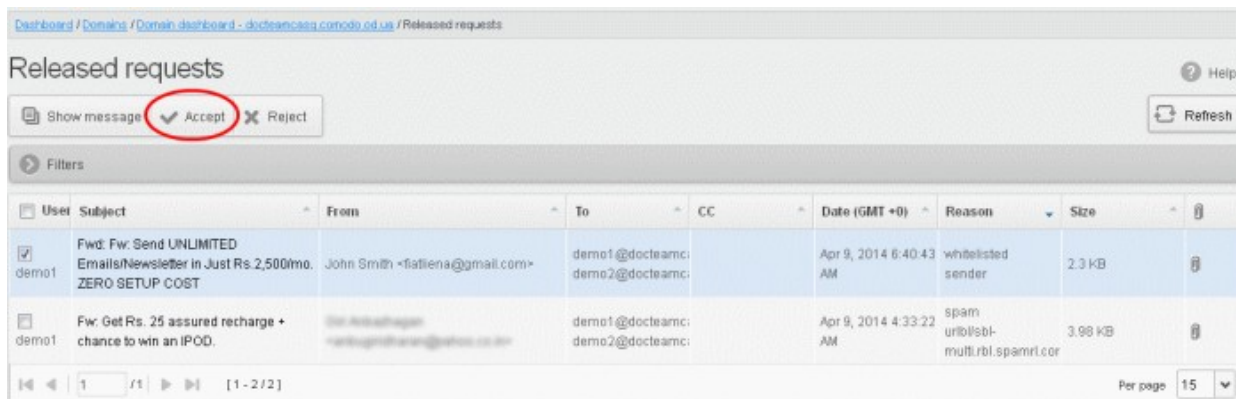 Dashboard / Domains / Domain dashboard - docteamcasg.comodo.od.ua / Released requests
Released requests
Help
Show message Accept Reject
Refresh
Filters
User Subject From To CC Date (GMT +0) Reason Size
Fwd: Fw: Send UNLIMITED
Emails/Newsletter in Just Rs.2,500/mo.
ZERO SETUP COST
demo1
John Smith <fiatliena@gmail.com>
demo1@docteamc
demo2@docteamc
Apr 9, 2014 6:40:43
AM
whitelisted
sender
2.3 KB
Fw: Get Rs. 25 assured recharge +
chance to win an IPOD.
demo1
demo1@docteamc
demo2@docteamc
Apr 9, 2014 4:33:22
AM
spam
urlbl/sbl-
multi.rbl.spamrl.cor
3.98 KB
1 /1 [1 - 2 / 2]
Per page 15